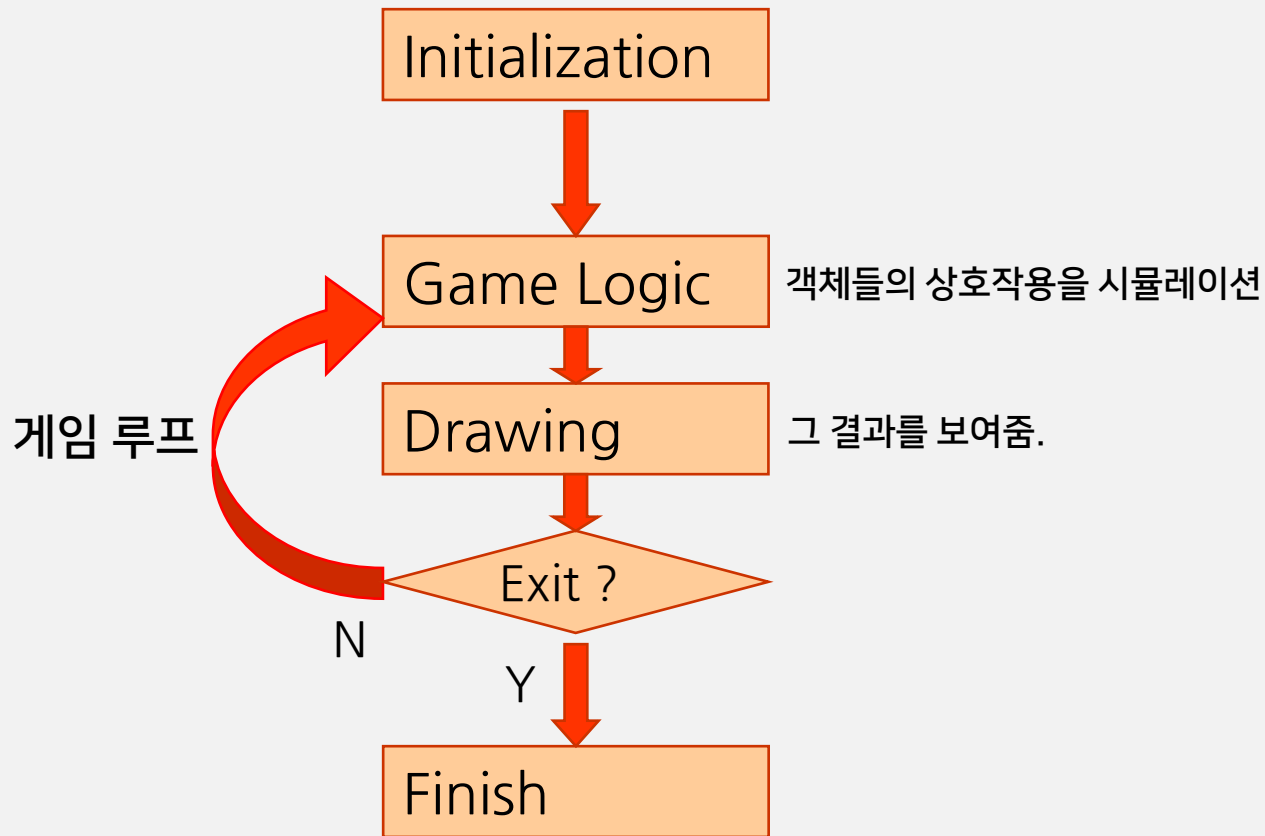 Initialization
Game Logic
객체들의 상호작용을 시뮬레이션
게임 루프
Drawing
그 결과를 보여줌.
Exit ?
N
Y
Finish